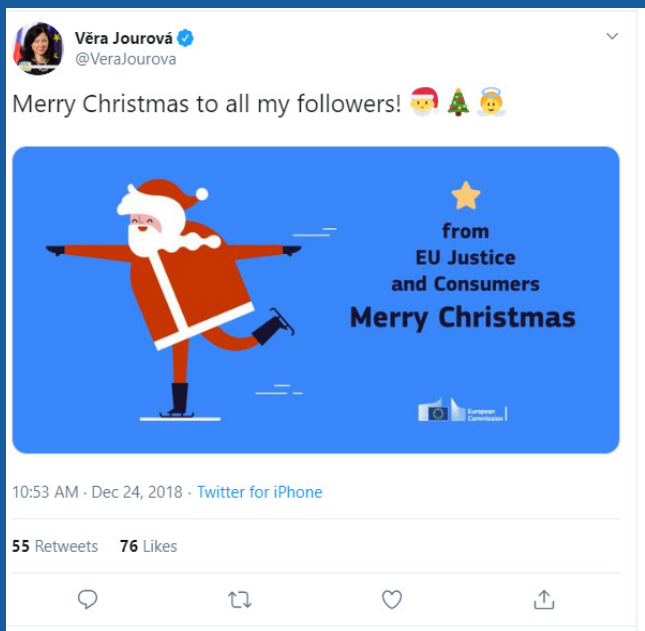 Věra Jourová
@VeraJourova
Merry Christmas to all my followers! 🎅🎄😇
from
EU Justice
and Consumers
Merry Christmas
European
Commission
10:53 AM · Dec 24, 2018 · Twitter for iPhone
55 Retweets 76 Likes